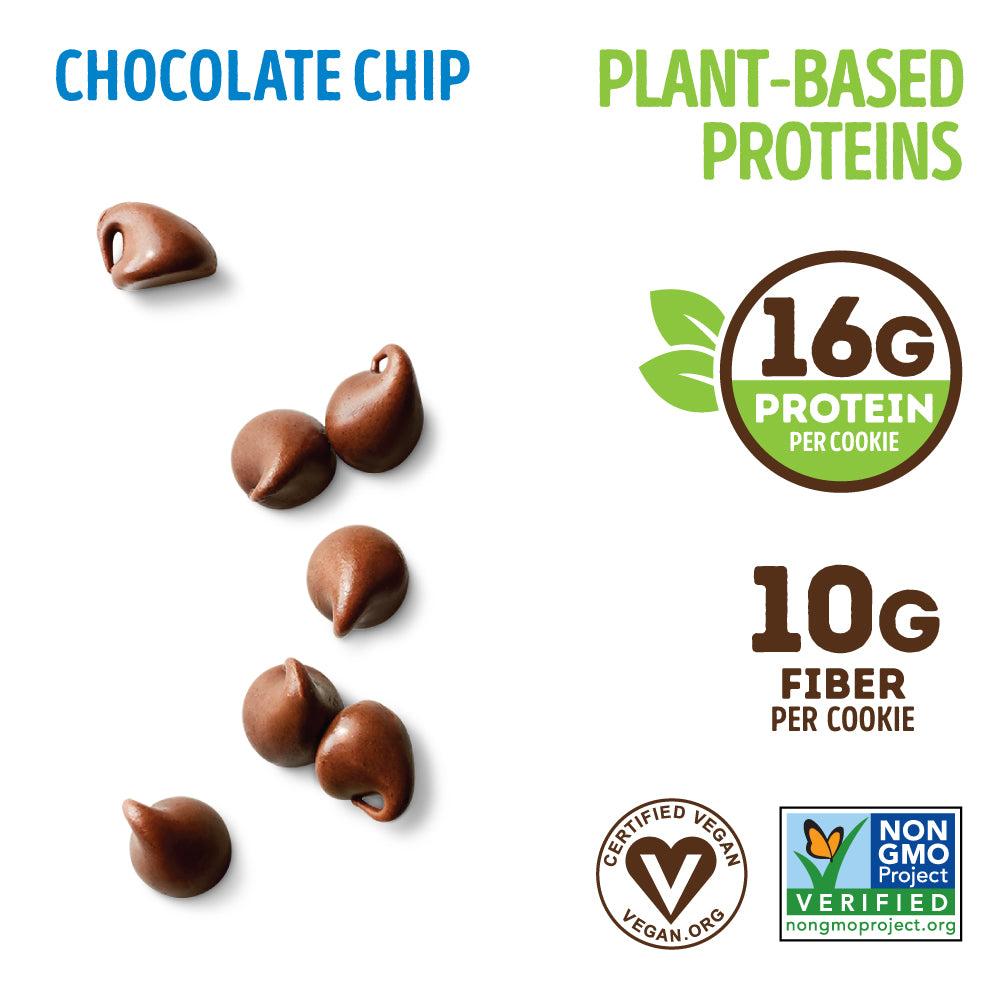 CHOCOLATE CHIP
PLANT-BASED
PROTEINS
16G
PROTEIN
PER COOKIE
10G
FIBER
PER COOKIE
CERTIFIED VEGAN
V
VEGAN.ORG
NON
GMO
Project
VERIFIED
nongmoproject.org